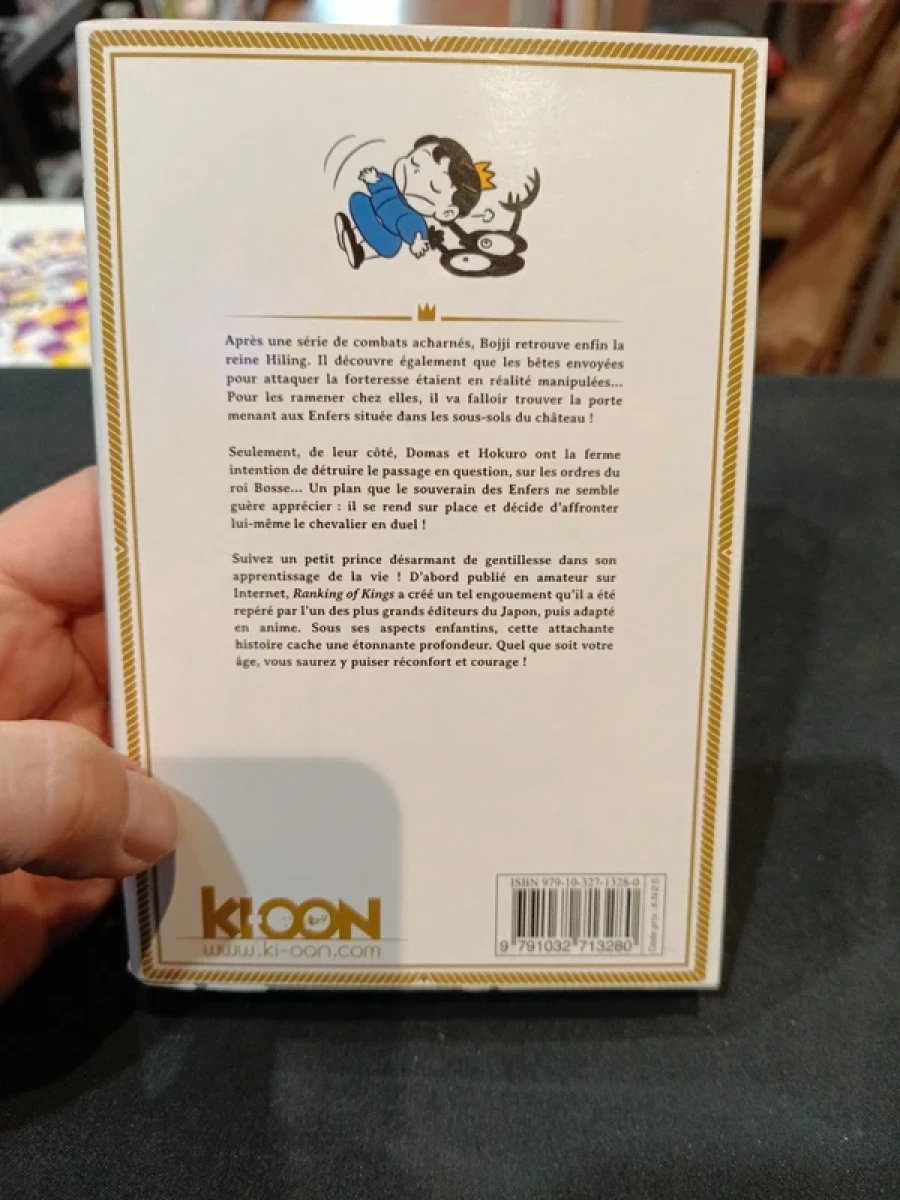 Après une série de combats acharnés, Bojji retrouve enfin la
reine Hiling. Il découvre également que les bêtes envoyées
pour attaquer la forteresse étaient en réalité manipulées...
Pour les ramener chez elles, il va falloir trouver la porte
menant aux Enfers située dans les sous-sols du château !
Seulement, de leur côté, Domas et Hokuro ont la ferme
intention de détruire le passage en question, sur les ordres du
roi Bosse... Un plan que le souverain des Enfers ne semble
guère apprécier : il se rend sur place et décide d'affronter
lui-même le chevalier en duel !
Suivez un petit prince désarmant de gentillesse dans son
apprentissage de la vie ! D'abord publié en amateur sur
Internet, Ranking of Kings a créé un tel engouement qu'il a été
repéré par l'un des plus grands éditeurs du Japon, puis adapté
en anime. Sous ses aspects enfantins, cette attachante
histoire cache une étonnante profondeur. Quel que soit votre
âge, vous saurez y puiser réconfort et courage !
KI-OON
www.ki-oon.com
ISBN 979-10-327-1328-0
9 791032 713280
Code prix : KN25